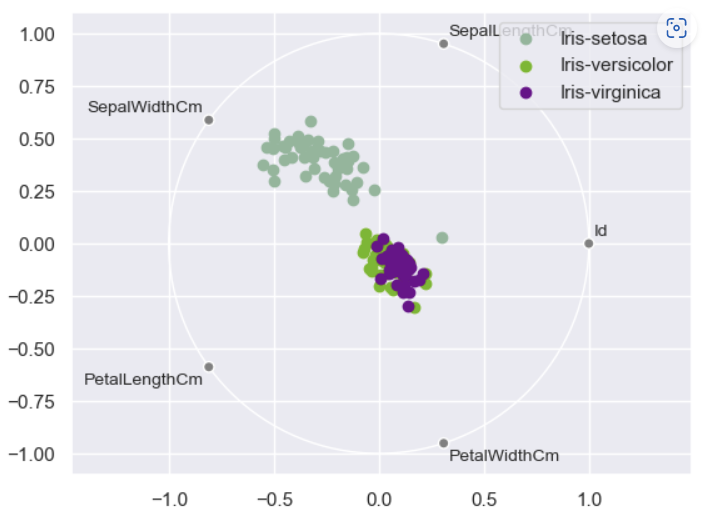 1.00
SepalLengthCm
Iris-setosa
0.75
Iris-versicolor
SepalWidthCm
Iris-virginica
0.50
0.25
Id
0.00
−0.25
−0.50
PetalLengthCm
−0.75
PetalWidthCm
−1.00
−1.0 −0.5 0.0 0.5 1.0